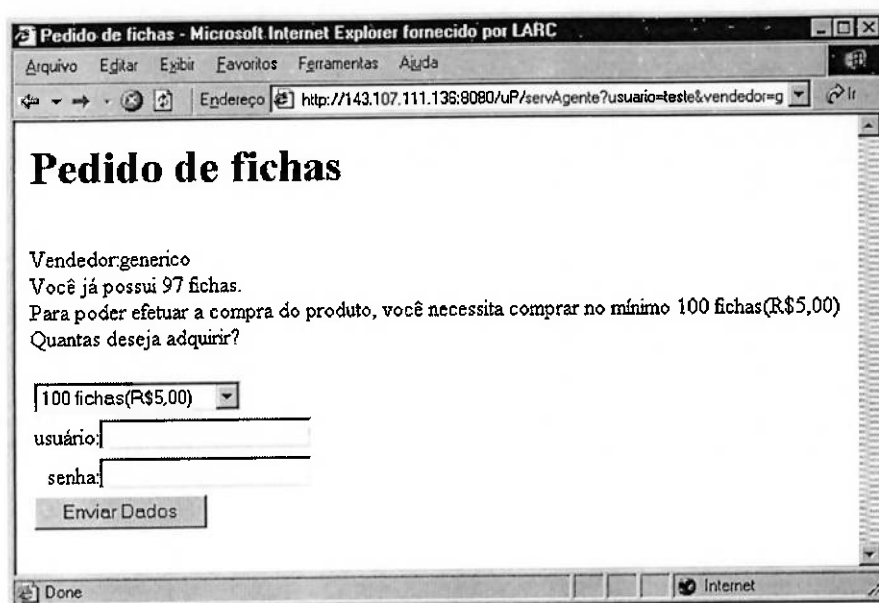 Pedido de fichas - Microsoft Internet Explorer fornecido por LARC
Arquivo Editar Exibir Favoritos Ferramentas Ajuda
Endereço http://143.107.111.136:8080/uP/servAgente?usuario=teste&vendedor=g Ir
Pedido de fichas
Vendedor:generico
Você já possui 97 fichas.
Para poder efetuar a compra do produto, você necessita comprar no mínimo 100 fichas(R$5,00)
Quantas deseja adquirir?
100 fichas(R$5,00)
usuário:
senha:
Enviar Dados
Done Internet